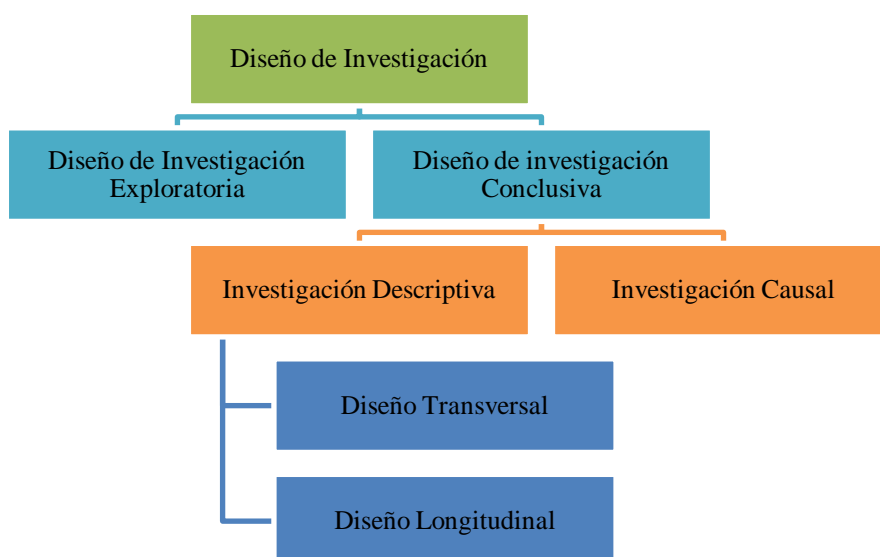 Diseño de Investigación
Diseño de Investigación
Exploratoria
Diseño de investigación
Conclusiva
Investigación Descriptiva
Investigación Causal
Diseño Transversal
Diseño Longitudinal